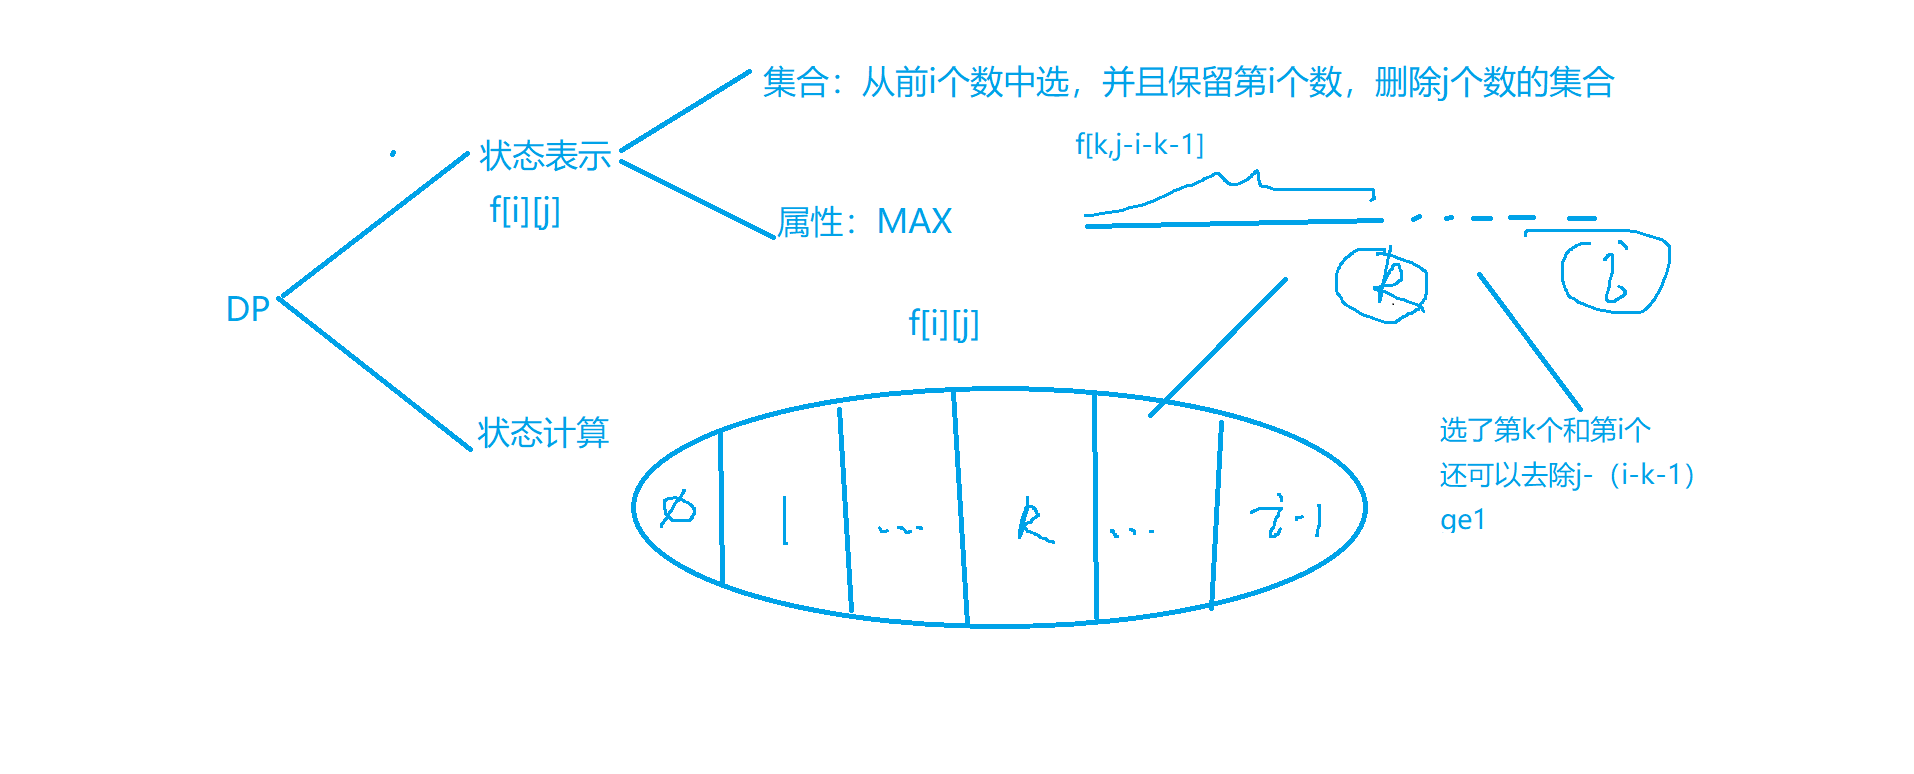 集合：从前i个数中选，并且保留第i个数，删除j个数的集合
f[k,j-i-k-1]
状态表示
f[i][j]
属性：MAX
k
i
DP
f[i][j]
状态计算
选了第k个和第i个
还可以去除j-（i-k-1）
qe1
0
1
...
k
...
i-1